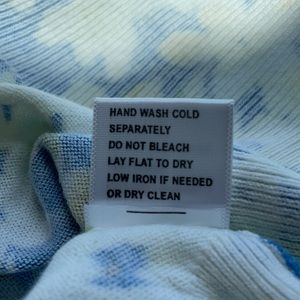 HAND WASH COLD
SEPARATELY
DO NOT BLEACH
LAY FLAT TO DRY
LOW IRON IF NEEDED
OR DRY CLEAN